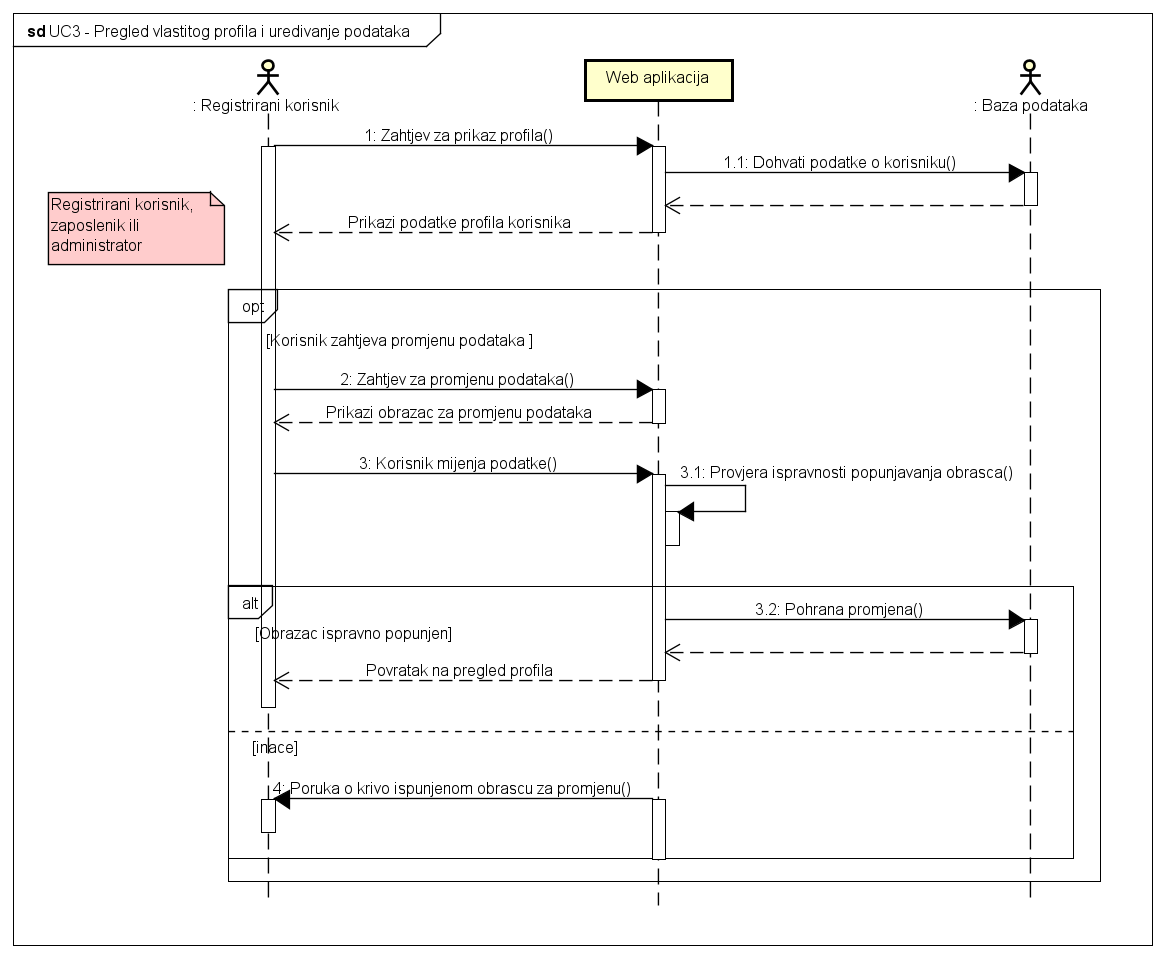 sd UC3 - Pregled vlastitog profila i uredivanje podataka
: Registrirani korisnik
Web aplikacija
: Baza podataka
1: Zahtjev za prikaz profila()
1.1: Dohvati podatke o korisniku()
Registrirani korisnik,
zaposlenik ili
administrator
Prikazi podatke profila korisnika
opt
[Korisnik zahtjeva promjenu podataka ]
2: Zahtjev za promjenu podataka()
Prikazi obrazac za promjenu podataka
3: Korisnik mijenja podatke()
3.1: Provjera ispravnosti popunjavanja obrasca()
alt
3.2: Pohrana promjena()
[Obrazac ispravno popunjen]
Povratak na pregled profila
[inace]
4: Poruka o krivo ispunjenom obrascu za promjenu()